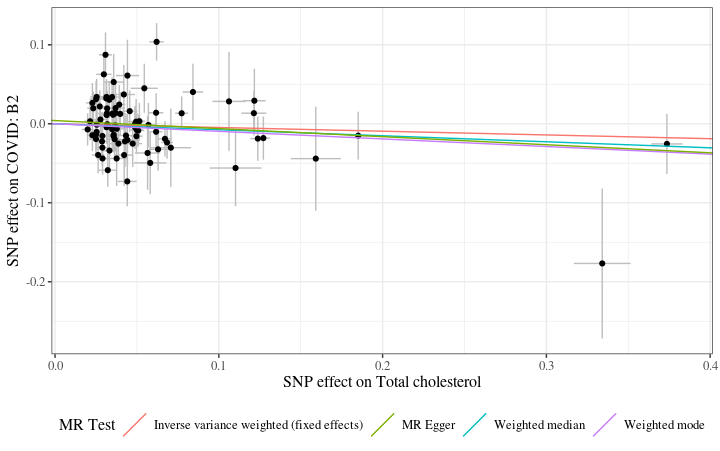 SNP effect on COVID: B2
0.1
0.0
-0.1
-0.2
0.0
0.1
0.2
0.3
0.4
SNP effect on Total cholesterol
MR Test
Inverse variance weighted (fixed effects)
MR Egger
Weighted median
Weighted mode